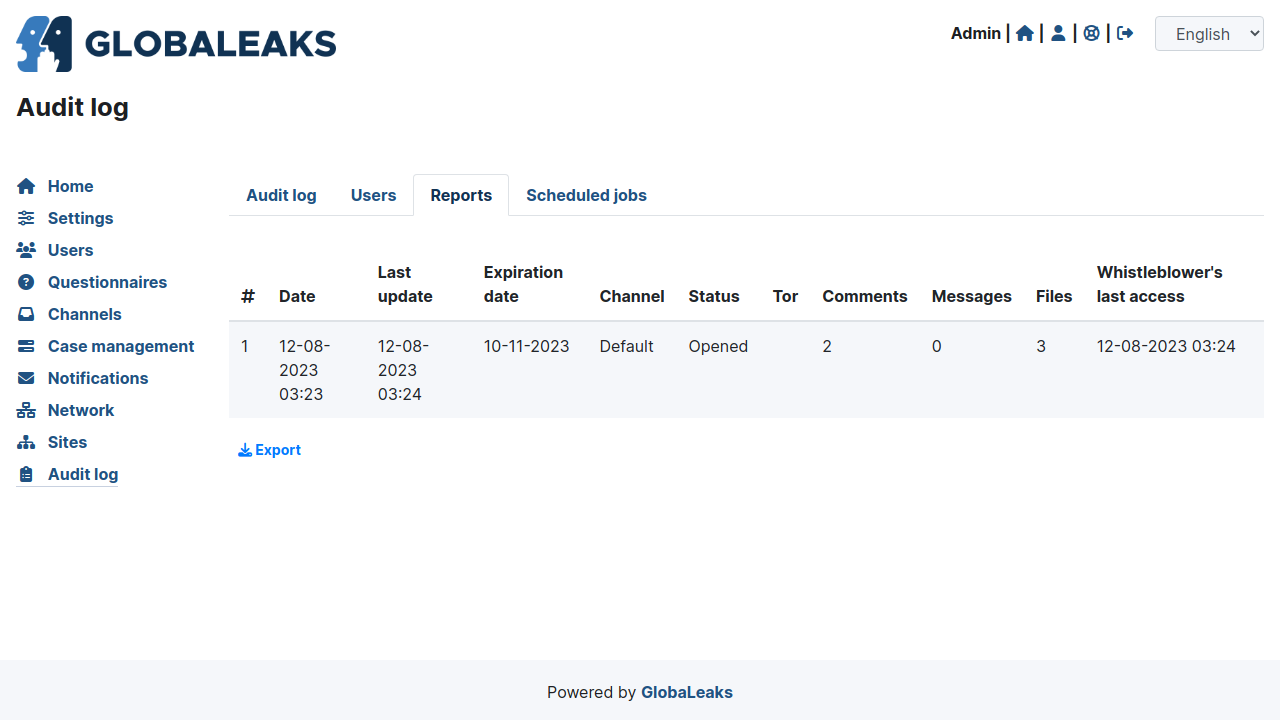 GLOBALEAKS
Admin | | | |
English
Audit log
Home
Settings
Users
Questionnaires
Channels
Case management
Notifications
Network
Sites
Audit log
Audit log Users Reports Scheduled jobs
# Date Last update Expiration date Channel Status Tor Comments Messages Files Whistleblower's last access
1 12-08-2023 03:23 12-08-2023 03:24 10-11-2023 Default Opened 2 0 3 12-08-2023 03:24
Export
Powered by GlobaLeaks